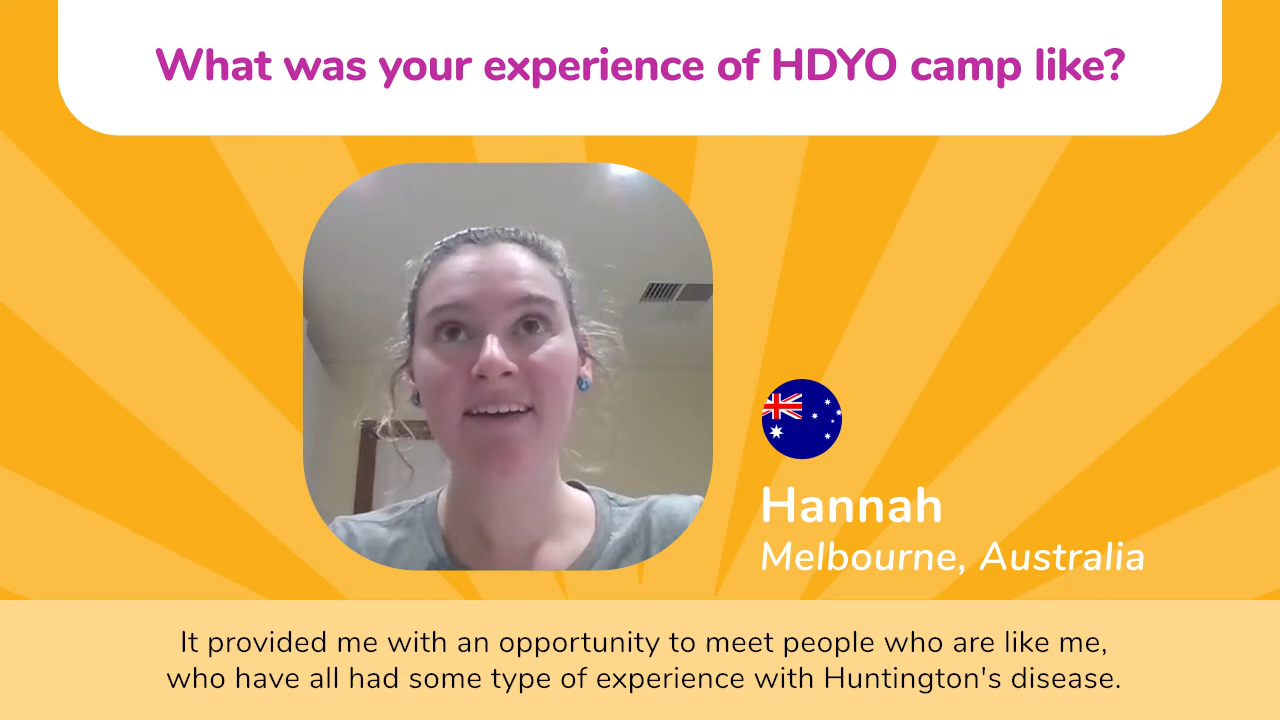 What was your experience of HDYO camp like?
Hannah
Melbourne, Australia
It provided me with an opportunity to meet people who are like me,
who have all had some type of experience with Huntington's disease.